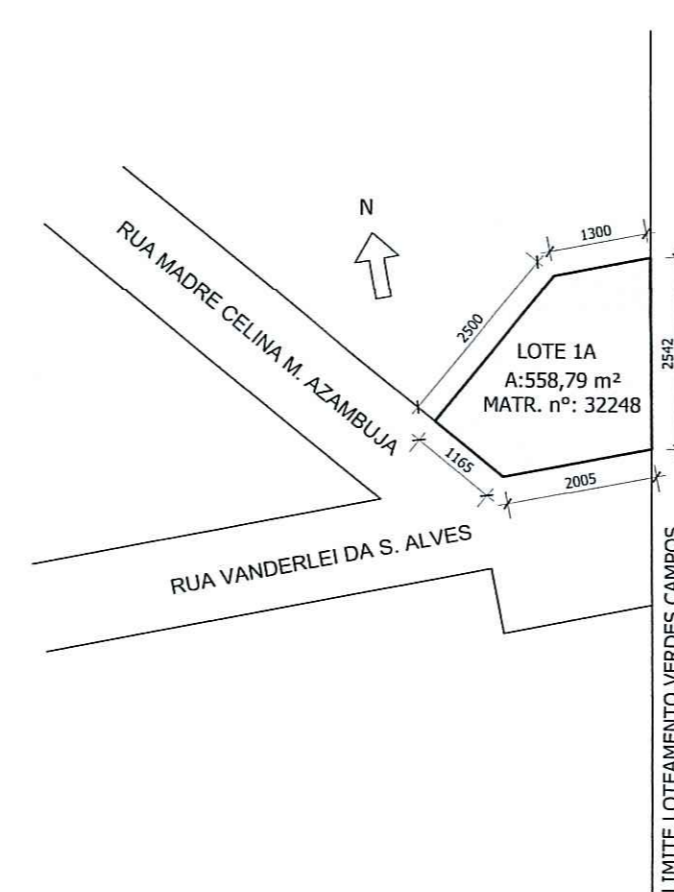 N
1300
2500
2542
LOTE 1A
A:558,79 m²
MATR. nº: 32248
RUA MADRE CELINA M. AZAMBUJA
1165
2005
RUA VANDERLEI DA S. ALVES
LIMITE LOTEAMENTO VERDES CAMPOS